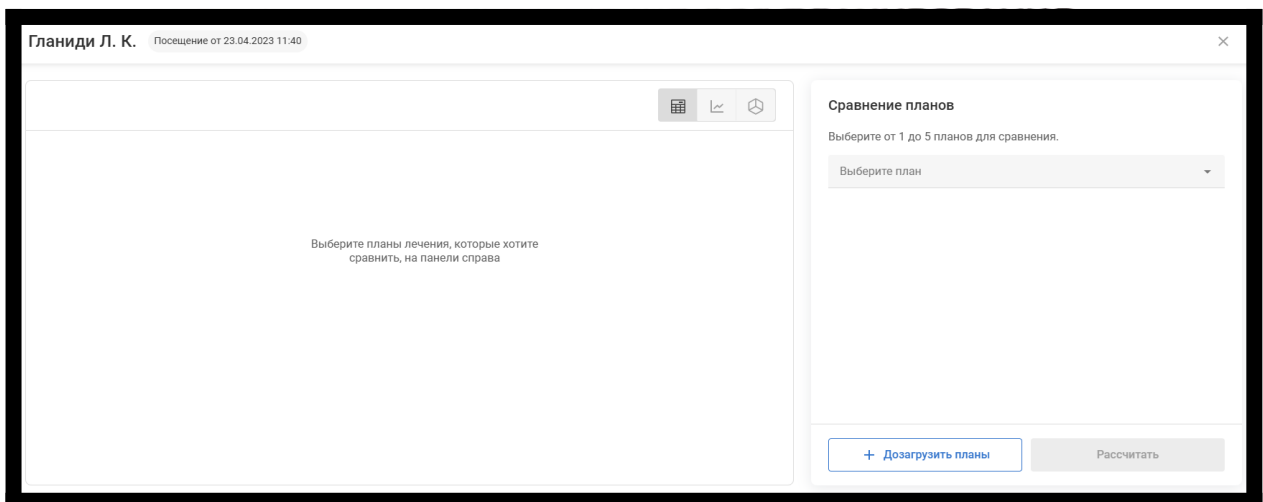 Гланиди Л. К. Посещение от 23.04.2023 11:40
Сравнение планов
Выберите от 1 до 5 планов для сравнения.
Выберите план
Выберите планы лечения, которые хотите
сравнить, на панели справа
+ Дозагрузить планы
Рассчитать